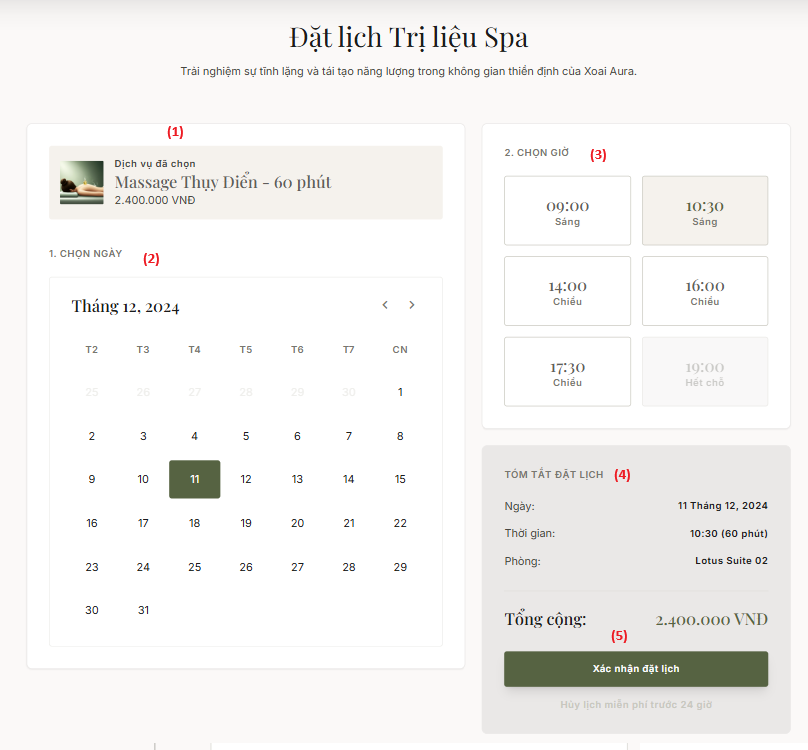 Đặt lịch Trị liệu Spa
Trải nghiệm sự tĩnh lặng và tái tạo năng lượng trong không gian thiền định của Xoai Aura.
(1)
Dịch vụ đã chọn
Massage Thụy Điển - 60 phút
2.400.000 VNĐ
1. CHỌN NGÀY (2)
Tháng 12, 2024
T2 T3 T4 T5 T6 T7 CN
25 26 27 28 29 30 1
2 3 4 5 6 7 8
9 10 11 12 13 14 15
16 17 18 19 20 21 22
23 24 25 26 27 28 29
30 31
2. CHỌN GIỜ (3)
09:00 10:30
Sáng Sáng
14:00 16:00
Chiều Chiều
17:30 19:00
Chiều Hết chỗ
TÓM TẮT ĐẶT LỊCH (4)
Ngày: 11 Tháng 12, 2024
Thời gian: 10:30 (60 phút)
Phòng: Lotus Suite 02
Tổng cộng: 2.400.000 VNĐ
(5)
Xác nhận đặt lịch
Hủy lịch miễn phí trước 24 giờ